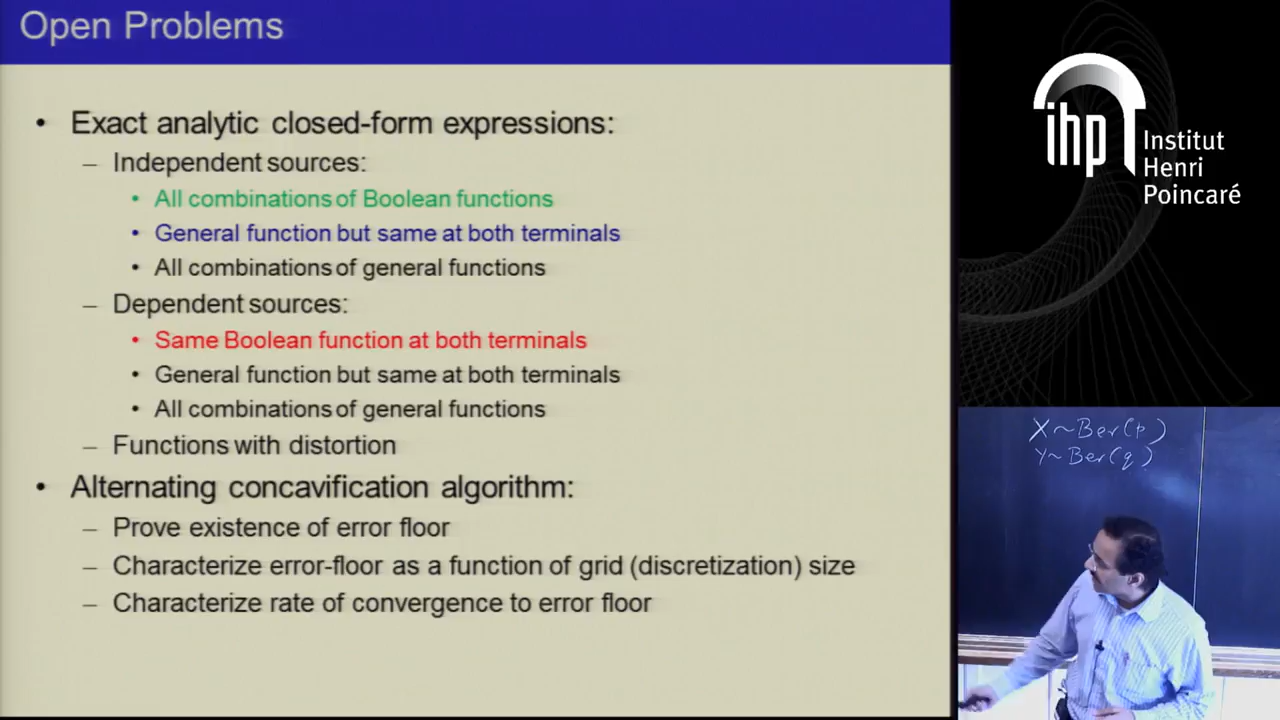 Open Problems
• Exact analytic closed-form expressions:
– Independent sources:
• All combinations of Boolean functions
• General function but same at both terminals
• All combinations of general functions
– Dependent sources:
• Same Boolean function at both terminals
• General function but same at both terminals
• All combinations of general functions
– Functions with distortion
• Alternating concavification algorithm:
– Prove existence of error floor
– Characterize error-floor as a function of grid (discretization) size
– Characterize rate of convergence to error floor
ihp
Institut
Henri
Poincaré
X ~ Ber(p)
Y ~ Ber(q)